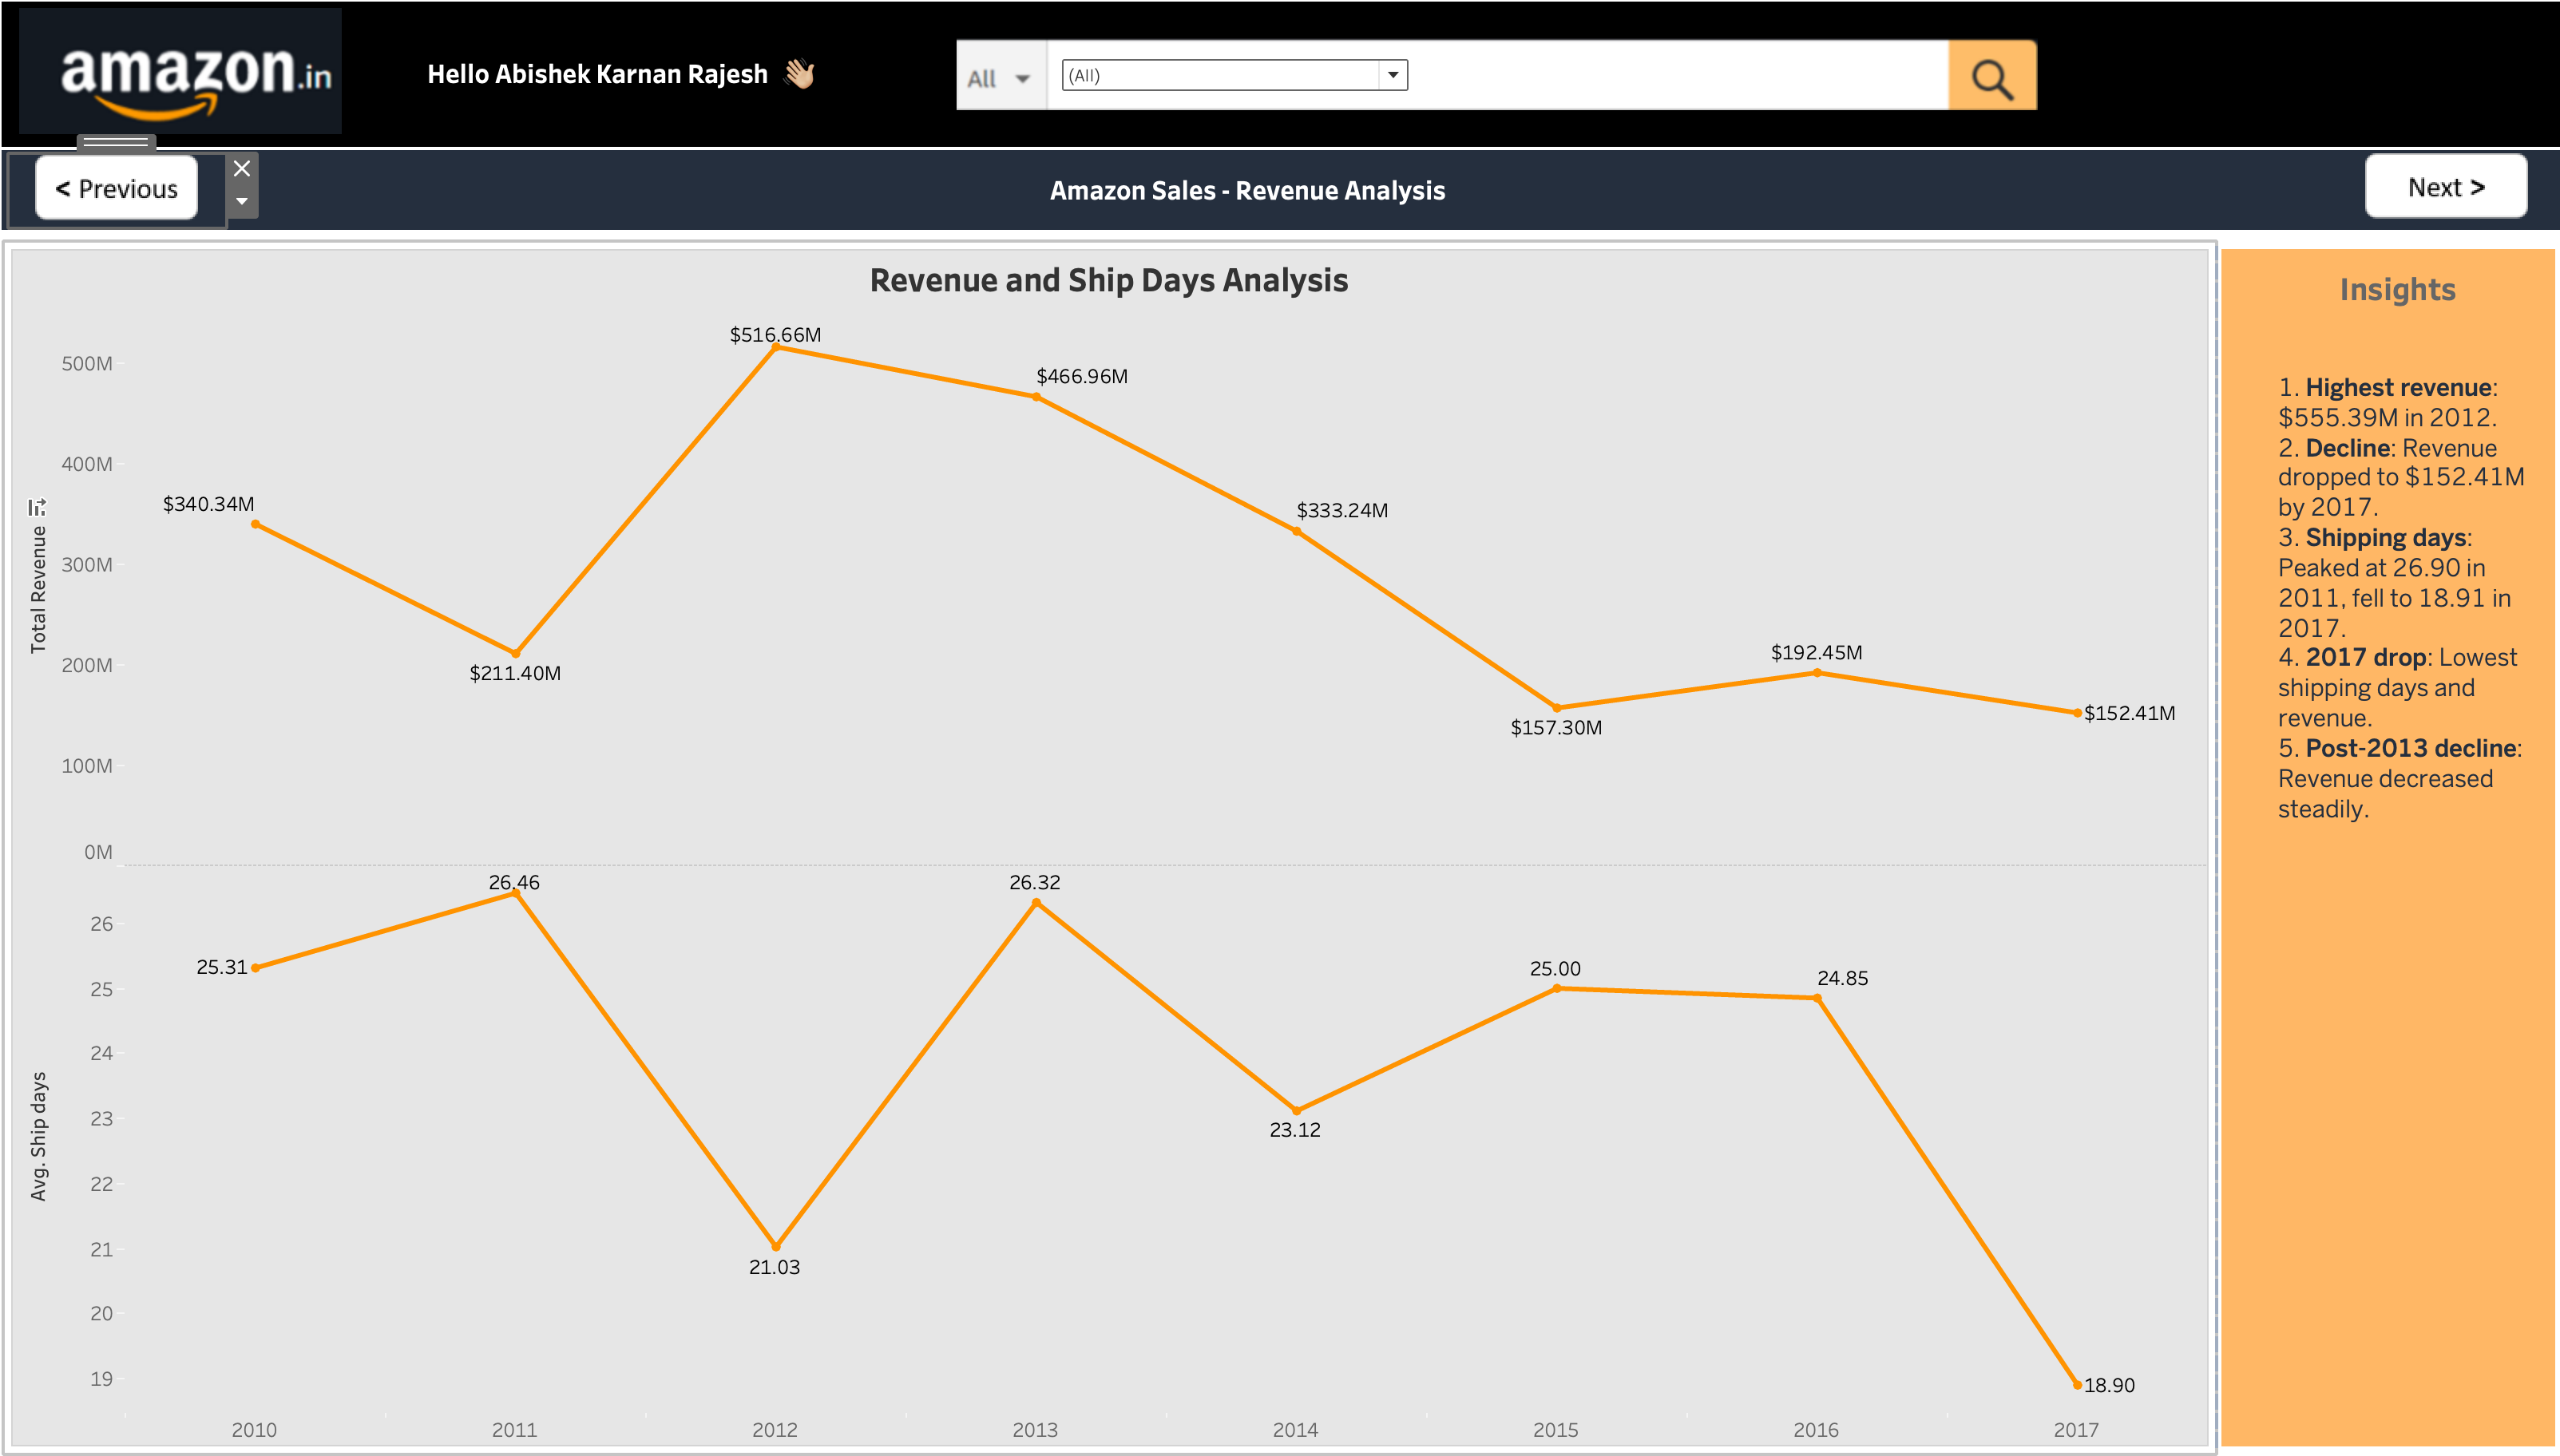 amazon.in
Hello Abishek Karnan Rajesh 👋🏼
All
(All)
< Previous
Amazon Sales - Revenue Analysis
Next >
Revenue and Ship Days Analysis
Total Revenue
500M
400M
300M
200M
100M
0M
$340.34M
$211.40M
$516.66M
$466.96M
$333.24M
$157.30M
$192.45M
$152.41M
Avg. Ship days
26
25
24
23
22
21
20
19
25.31
26.46
21.03
26.32
23.12
25.00
24.85
18.90
2010
2011
2012
2013
2014
2015
2016
2017
Insights
1. Highest revenue:
$555.39M in 2012.
2. Decline: Revenue
dropped to $152.41M
by 2017.
3. Shipping days:
Peaked at 26.90 in
2011, fell to 18.91 in
2017.
4. 2017 drop: Lowest
shipping days and
revenue.
5. Post-2013 decline:
Revenue decreased
steadily.